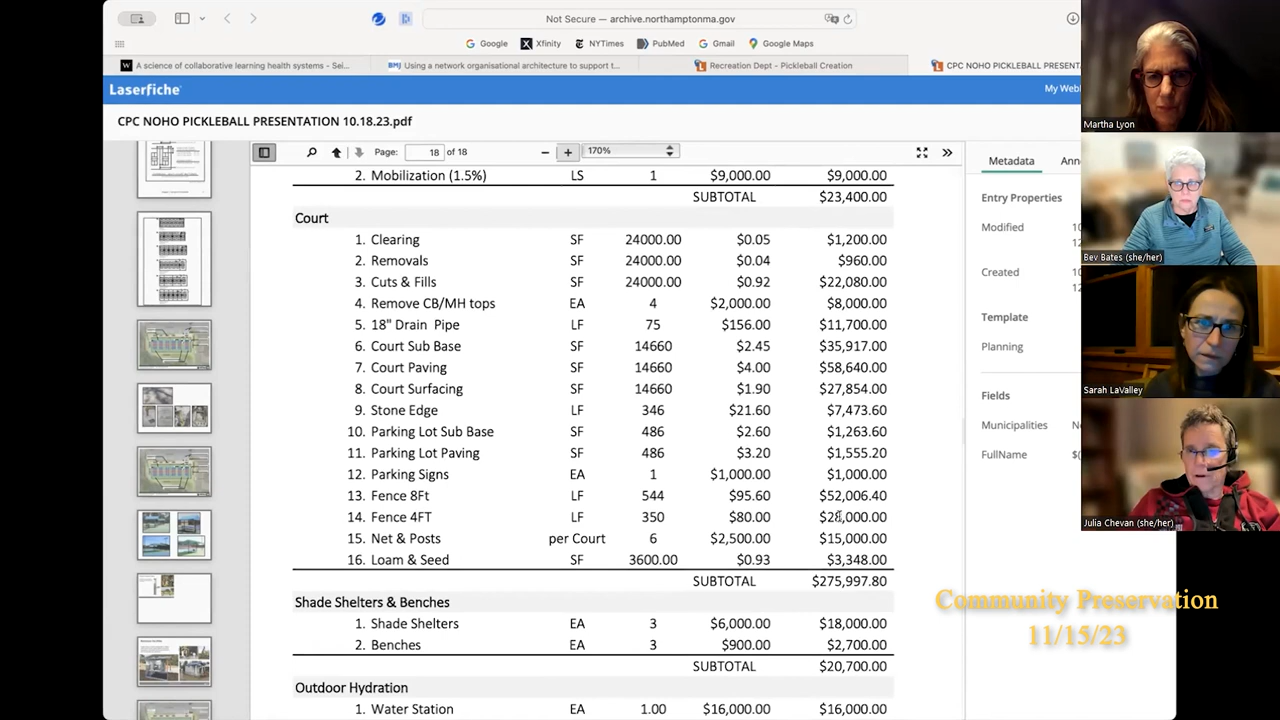 Not Secure — archive.northamptonma.gov
Google Xfinity NYTimes PubMed Gmail Google Maps
A science of collaborative learning health systems - Sei...
Using a network organisational architecture to support t...
Recreation Dept - Pickleball Creation
CPC NOHO PICKLEBALL PRESENTA
Laserfiche
My Webl
CPC NOHO PICKLEBALL PRESENTATION 10.18.23.pdf
Page: 18 of 18
170%
2. Mobilization (1.5%) LS 1 $9,000.00 $9,000.00
SUBTOTAL $23,400.00
Court
1. Clearing SF 24000.00 $0.05 $1,200.00
2. Removals SF 24000.00 $0.04 $960.00
3. Cuts & Fills SF 24000.00 $0.92 $22,080.00
4. Remove CB/MH tops EA 4 $2,000.00 $8,000.00
5. 18" Drain Pipe LF 75 $156.00 $11,700.00
6. Court Sub Base SF 14660 $2.45 $35,917.00
7. Court Paving SF 14660 $4.00 $58,640.00
8. Court Surfacing SF 14660 $1.90 $27,854.00
9. Stone Edge LF 346 $21.60 $7,473.60
10. Parking Lot Sub Base SF 486 $2.60 $1,263.60
11. Parking Lot Paving SF 486 $3.20 $1,555.20
12. Parking Signs EA 1 $1,000.00 $1,000.00
13. Fence 8Ft LF 544 $95.60 $52,006.40
14. Fence 4FT LF 350 $80.00 $28,000.00
15. Net & Posts per Court 6 $2,500.00 $15,000.00
16. Loam & Seed SF 3600.00 $0.93 $3,348.00
SUBTOTAL $275,997.80
Shade Shelters & Benches
1. Shade Shelters EA 3 $6,000.00 $18,000.00
2. Benches EA 3 $900.00 $2,700.00
SUBTOTAL $20,700.00
Outdoor Hydration
1. Water Station EA 1.00 $16,000.00 $16,000.00
Metadata Ann
Entry Properties
Modified 10
12
Created 10
12
Template
Planning
Fields
Municipalities N
FullName $(
Martha Lyon
Bev Bates (she/her)
Sarah LaValley
Julia Chevan (she/her)
Community Preservation
11/15/23